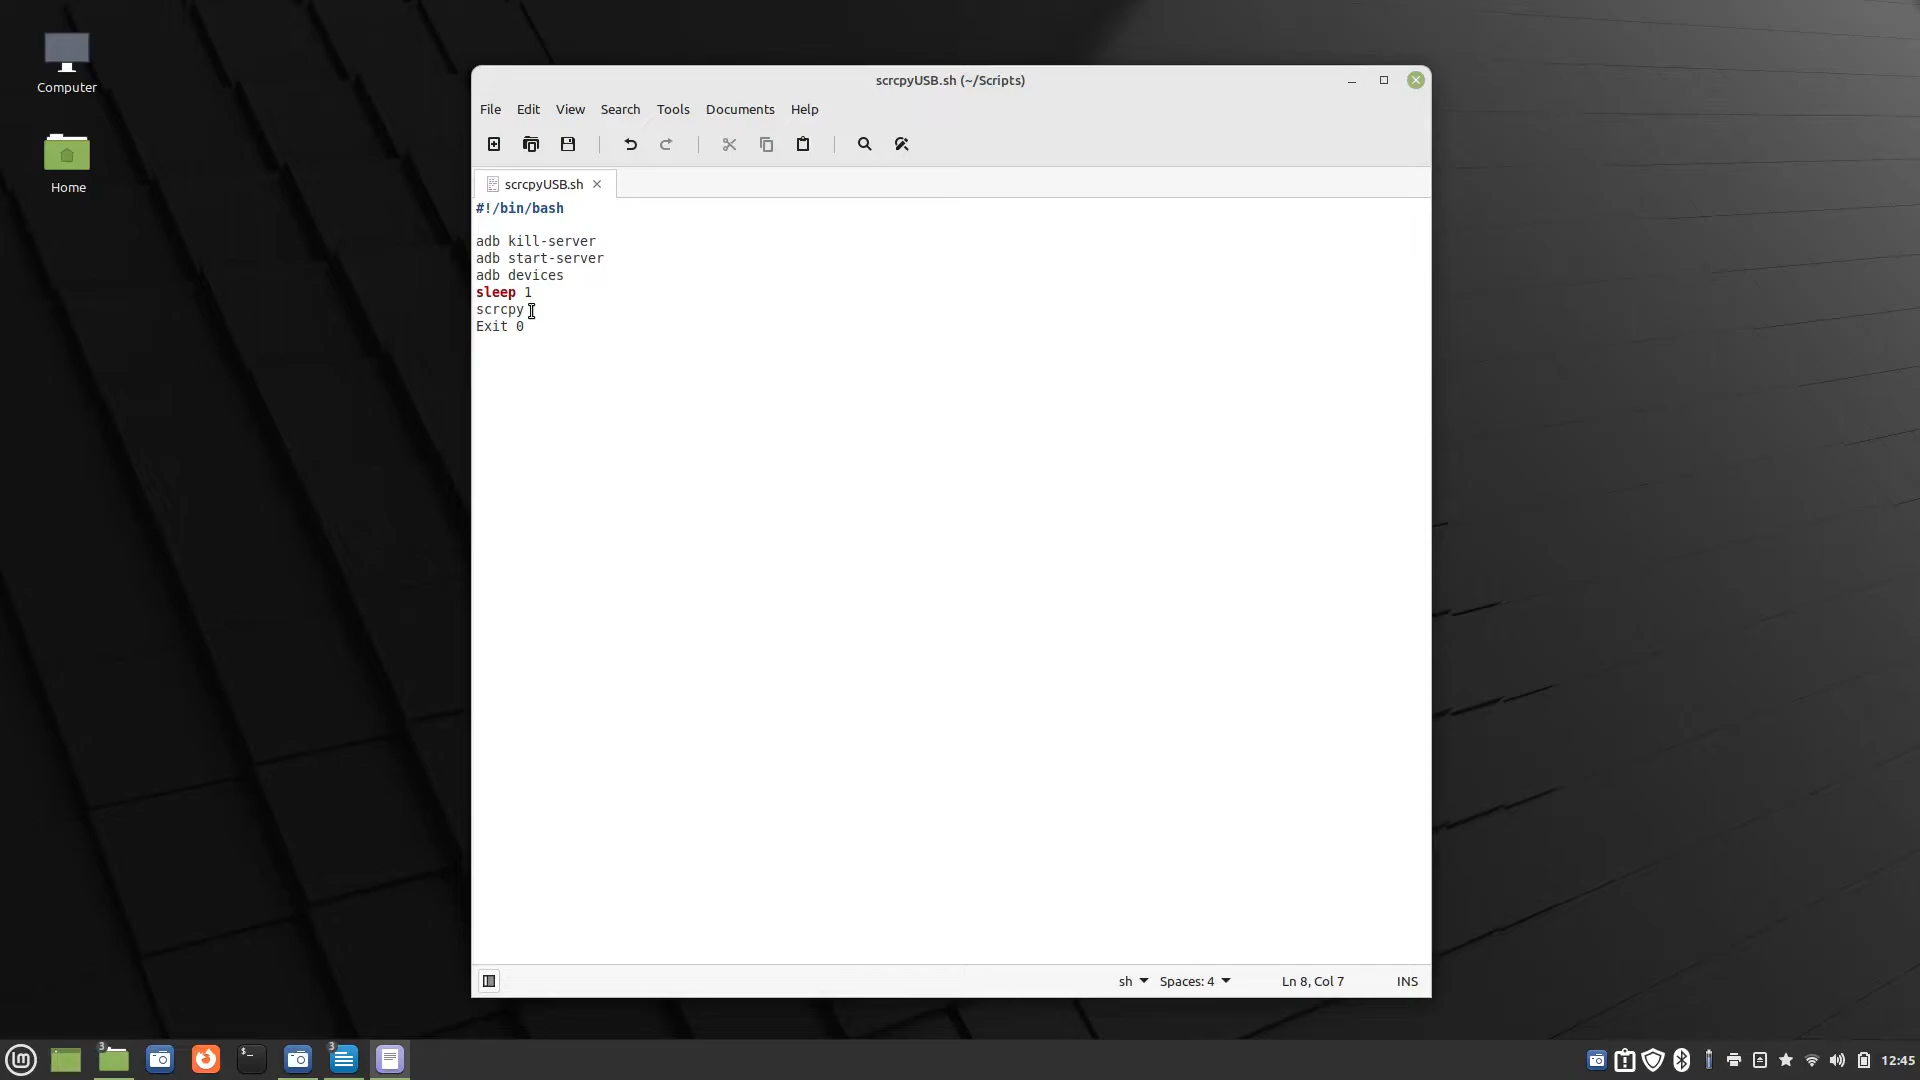 Computer
Home
scrcpyUSB.sh (~/Scripts)
File Edit View Search Tools Documents Help
scrcpyUSB.sh
#!/bin/bash
adb kill-server
adb start-server
adb devices
sleep 1
scrcpy
Exit 0
sh Spaces: 4 Ln 8, Col 7 INS
3
3
12:45